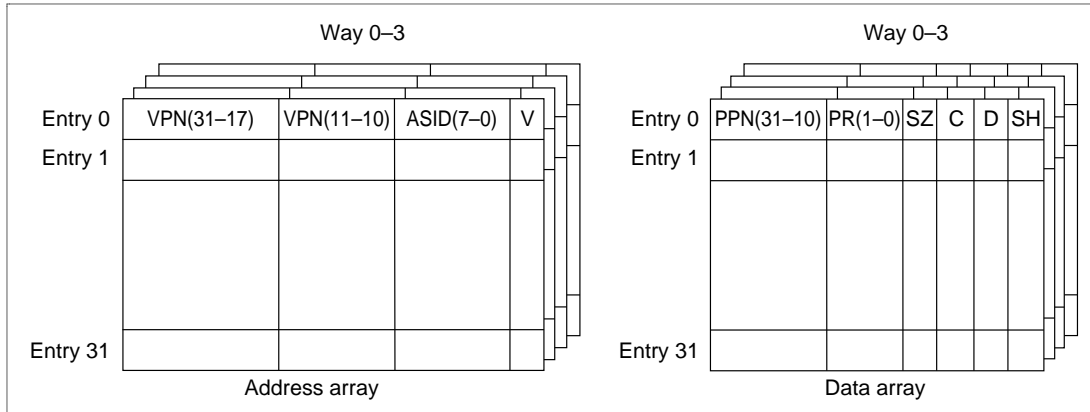 Way 0–3
Way 0–3
Entry 0 VPN(31–17) VPN(11–10) ASID(7–0) V
Entry 0 PPN(31–10) PR(1–0) SZ C D SH
Entry 1
Entry 1
Entry 31
Entry 31
Address array
Data array